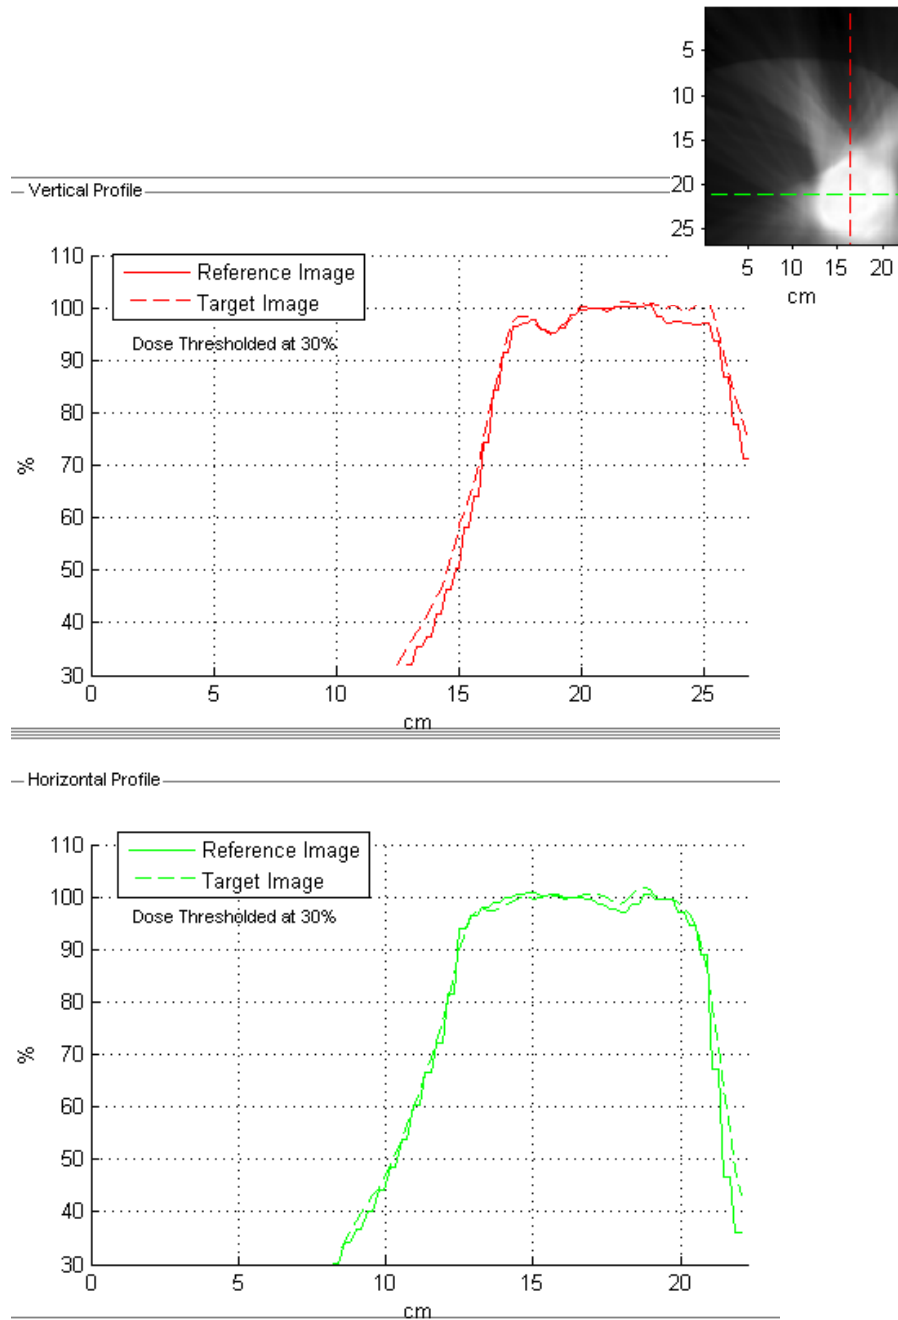 5
10
15
20
25
5 10 15 20
cm
Vertical Profile
110
100
90
80
70
60
50
40
30
%
Reference Image
Target Image
Dose Thresholded at 30%
0 5 10 15 20 25
cm
Horizontal Profile
110
100
90
80
70
60
50
40
30
%
Reference Image
Target Image
Dose Thresholded at 30%
0 5 10 15 20
cm